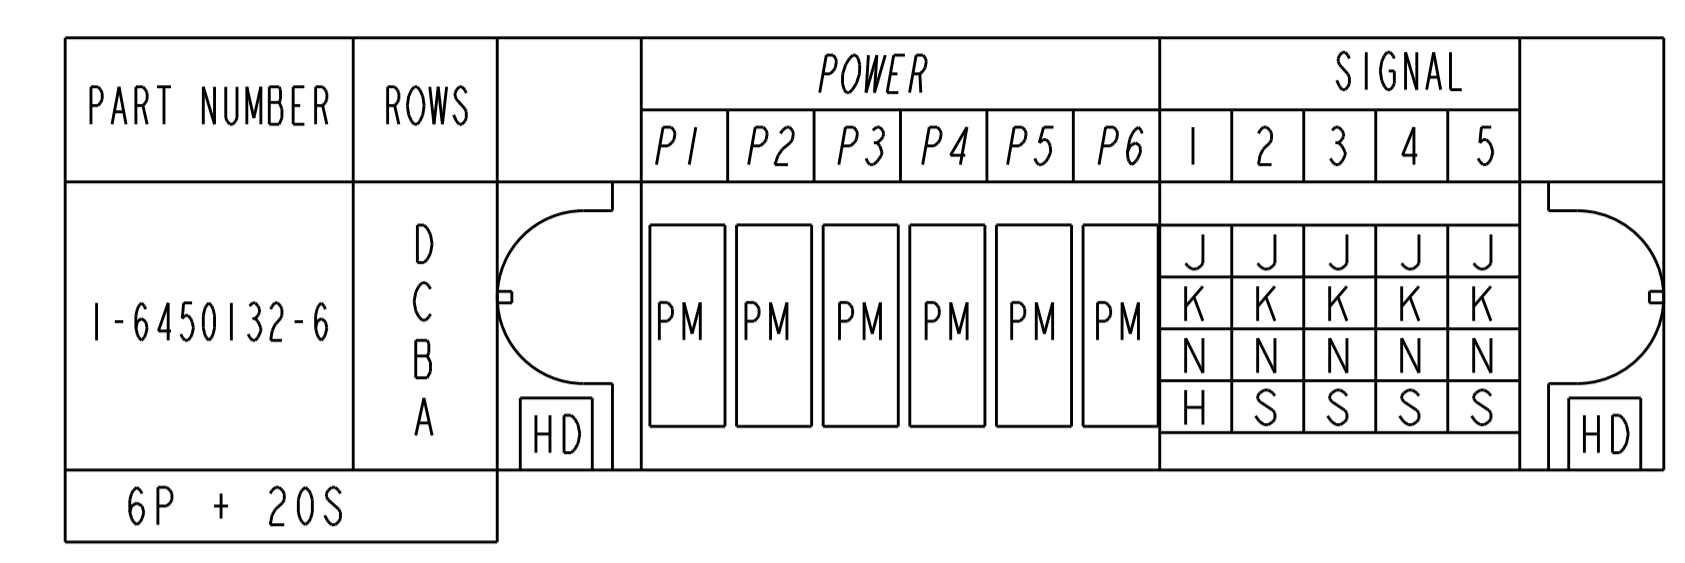 PART NUMBER ROWS POWER SIGNAL
P1 P2 P3 P4 P5 P6 1 2 3 4 5
1-6450132-6
D J J J J J
C K K K K K
PM PM PM PM PM PM
B N N N N N
A H S S S S
HD HD
6P + 20S